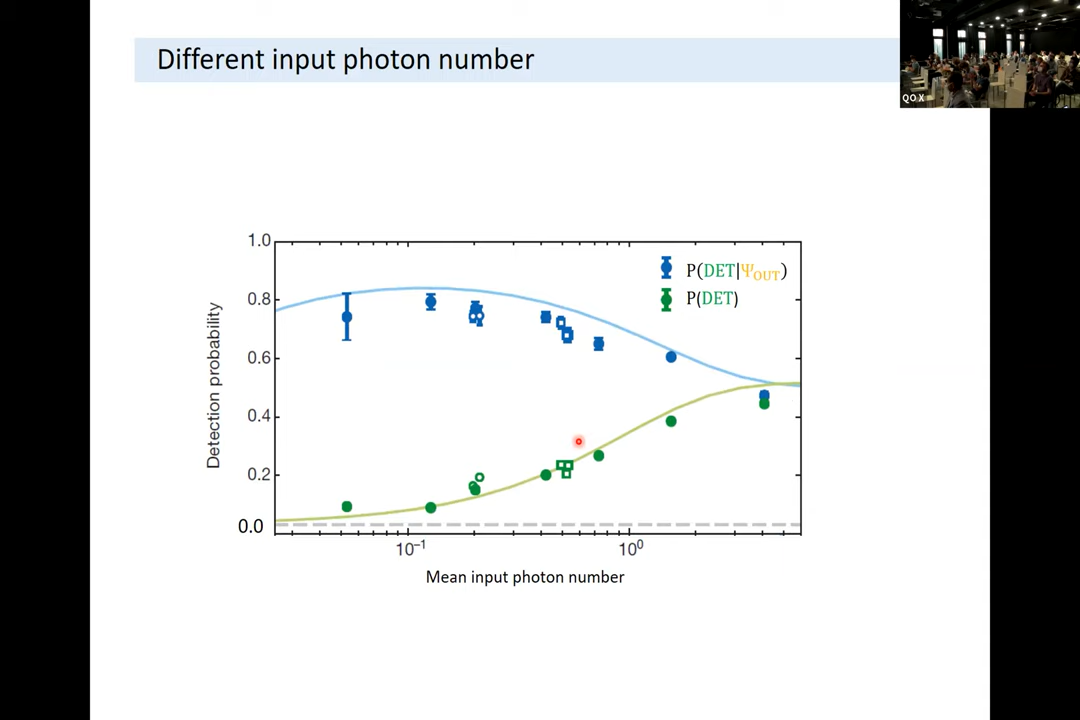 Different input photon number
QO X
1.0
0.8
0.6
0.4
0.2
0.0
Detection probability
P(DET|Ψ_OUT)
P(DET)
10⁻¹
10⁰
Mean input photon number